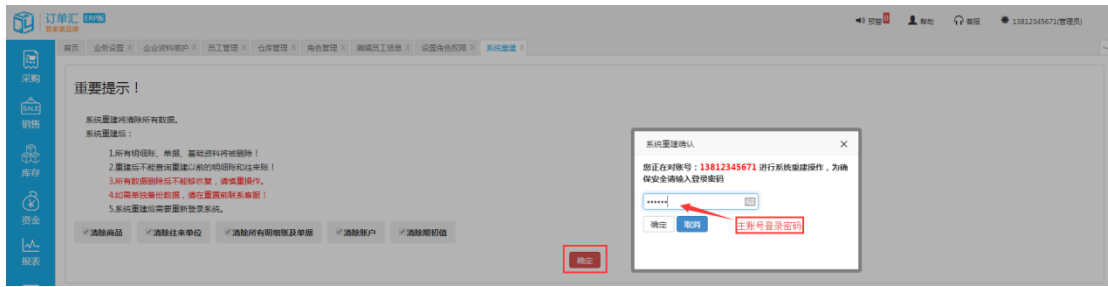 订单汇 ERP版
管家婆品牌
预警 0 帮助 客服 13812345671(管理员)
首页 业务设置 × 企业资料维护 × 员工管理 × 仓库管理 × 角色管理 × 编辑员工信息 × 设置角色权限 × 系统重建 ×
采购
SALE
销售
库存
资金
报表
重要提示！
系统重建将清除所有数据。
系统重建后：
1.所有明细账、单据、基础资料将被删除！
2.重建后不能查询重建以前的明细账和往来账！
3.所有数据删除后不能够恢复，请慎重操作。
4.如需单独备份数据，请在重置前联系客服！
5.系统重建后需要重新登录系统。
清除商品 清除往来单位 清除所有明细账及单据 清除账户 清除期初值
确定
系统重建确认 ×
您正在对账号：13812345671 进行系统重建操作，为确
保安全请输入登录密码
••••••
确定 取消
主账号登录密码